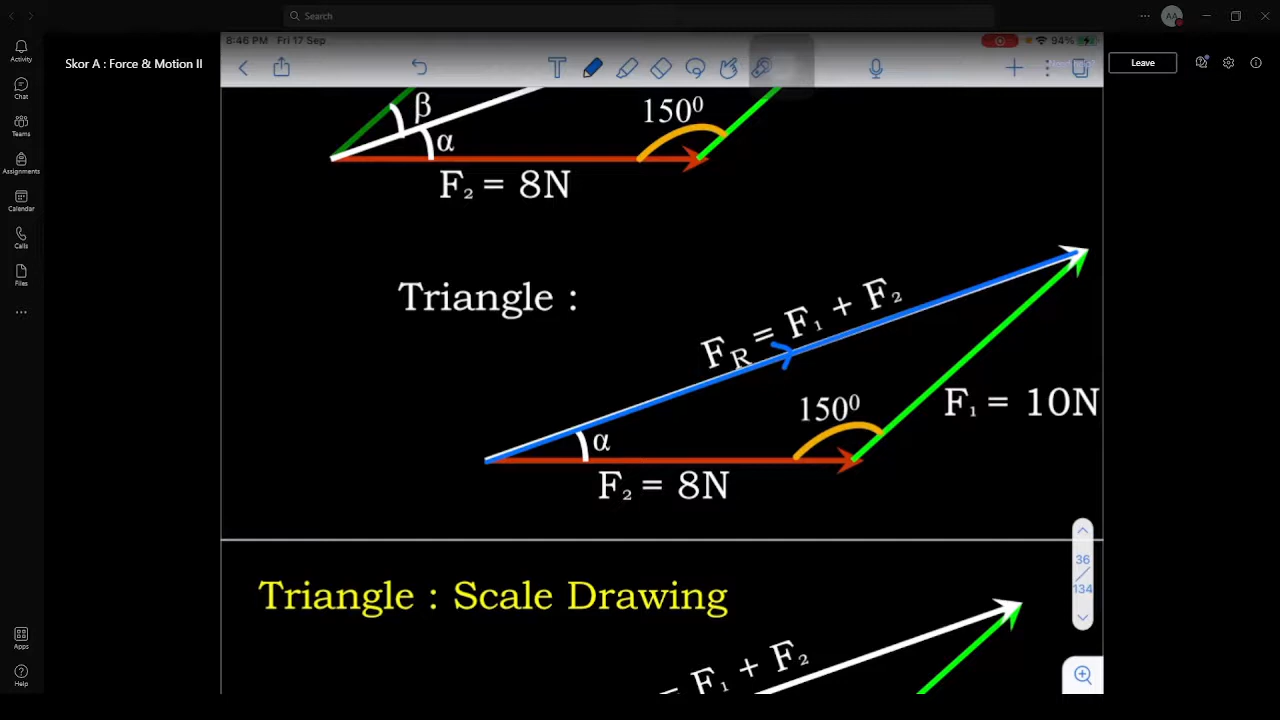 Search
8:46 PM Fri 17 Sep
94%
AA
Activity
Chat
Teams
Assignments
Calendar
Calls
Files
Apps
Help
Skor A : Force & Motion II
Leave
β
α
150⁰
F₂ = 8N
Triangle :
F_R = F₁ + F₂
150⁰
α
F₁ = 10N
F₂ = 8N
36
134
Triangle : Scale Drawing
= F₁ + F₂